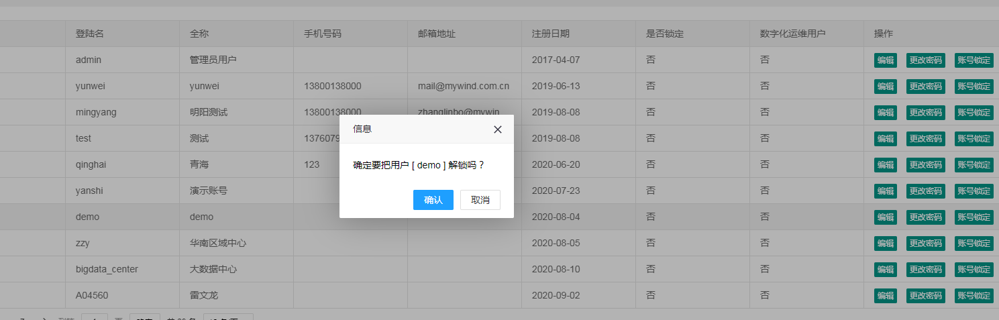 登陆名 全称 手机号码 邮箱地址 注册日期 是否锁定 数字化运维用户 操作
admin 管理员用户 2017-04-07 否 否 编辑 更改密码 账号锁定
yunwei yunwei 13800138000 mail@mywind.com.cn 2019-06-13 否 否 编辑 更改密码 账号锁定
mingyang 明阳测试 13800138000 zhanglinbo@mywin 2019-08-08 否 否 编辑 更改密码 账号锁定
信息
test 测试 1376079 2019-08-08 否 否 编辑 更改密码 账号锁定
qinghai 青海 123 2020-06-20 否 否 编辑 更改密码 账号锁定
确定要把用户 [ demo ] 解锁吗？
yanshi 演示账号 2020-07-23 否 否 编辑 更改密码 账号锁定
确认 取消
demo demo 2020-08-04 否 否 编辑 更改密码 账号锁定
zzy 华南区域中心 2020-08-05 否 否 编辑 更改密码 账号锁定
bigdata_center 大数据中心 2020-08-10 否 否 编辑 更改密码 账号锁定
A04560 雷文龙 2020-09-02 否 否 编辑 更改密码 账号锁定